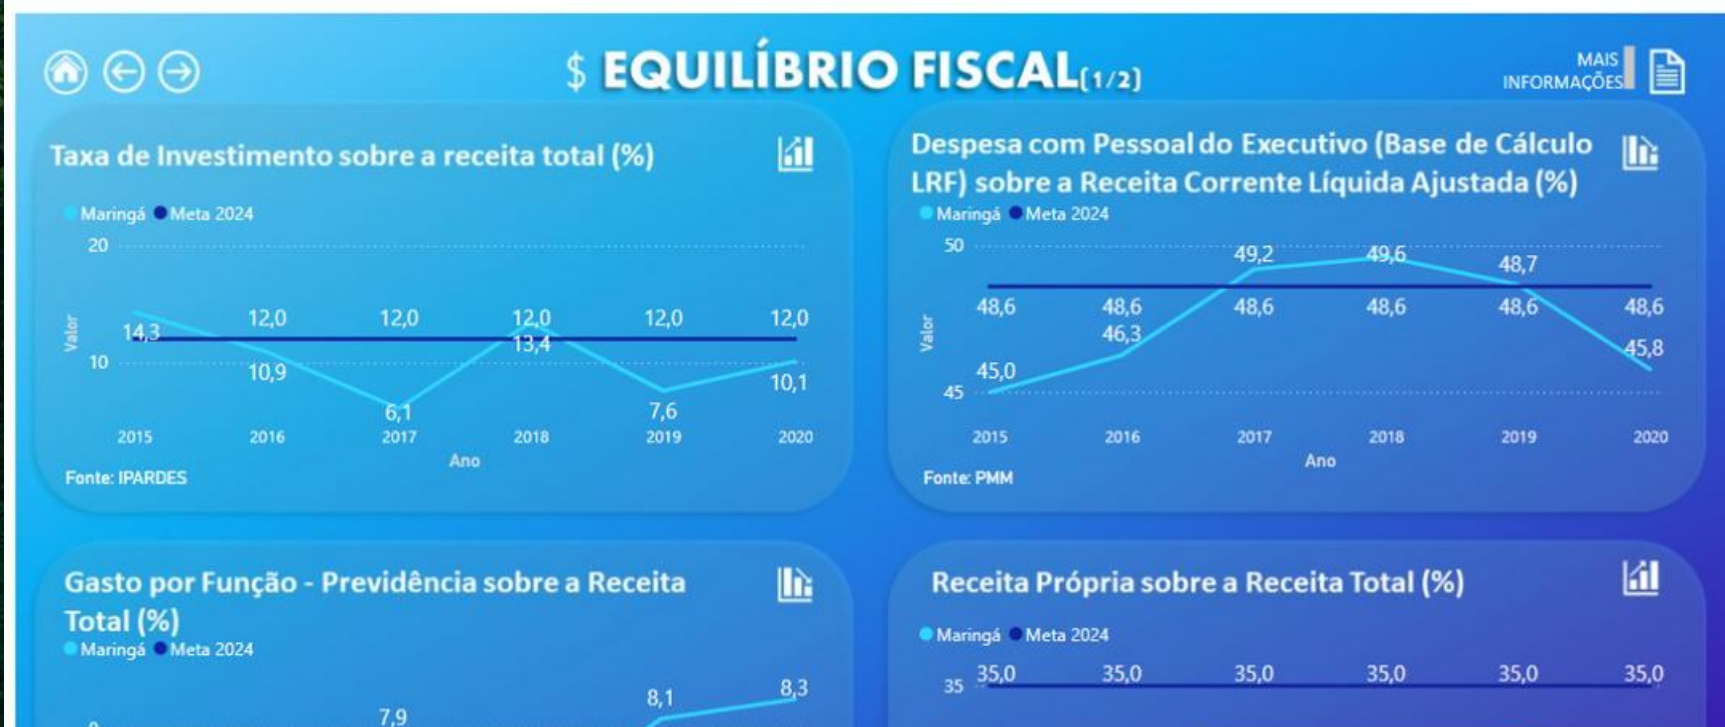 $ EQUILÍBRIO FISCAL(1/2)
MAIS
INFORMAÇÕES
Taxa de Investimento sobre a receita total (%)
Maringá Meta 2024
20
12,0 12,0 12,0 12,0 12,0
14,3
13,4
Valor
10
10,9
10,1
6,1
7,6
2015 2016 2017 2018 2019 2020
Ano
Fonte: IPARDES
Despesa com Pessoal do Executivo (Base de Cálculo
LRF) sobre a Receita Corrente Líquida Ajustada (%)
Maringá Meta 2024
50
49,2 49,6 48,7
48,6 48,6 48,6 48,6 48,6 48,6
Valor
46,3
45,8
45,0
45
2015 2016 2017 2018 2019 2020
Ano
Fonte: PMM
Gasto por Função - Previdência sobre a Receita
Total (%)
Maringá Meta 2024
8,1 8,3
7,9
Receita Própria sobre a Receita Total (%)
Maringá Meta 2024
35
35,0 35,0 35,0 35,0 35,0 35,0